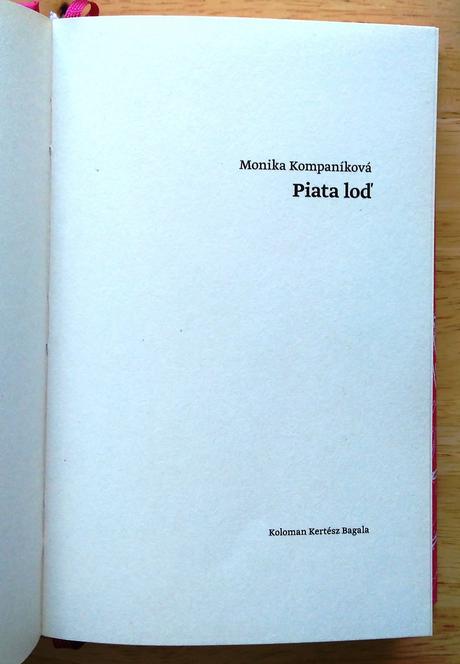 Monika Kompaníková
Piata loď
Koloman Kertész Bagala